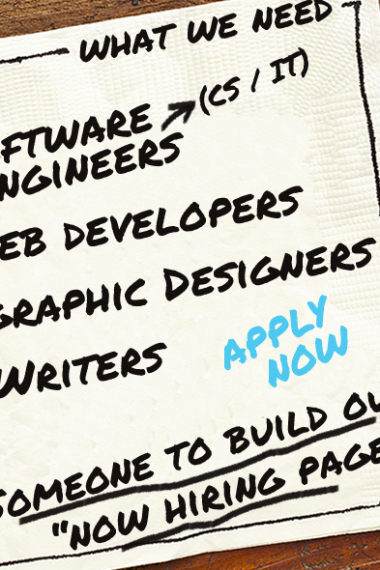 WHAT WE NEED
(CS / IT)
FTWARE
NGINEERS
EB DEVELOPERS
GRAPHIC DESIGNERS
WRITERS
APPLY
NOW
SOMEONE TO BUILD OU
"NOW HIRING PAGE